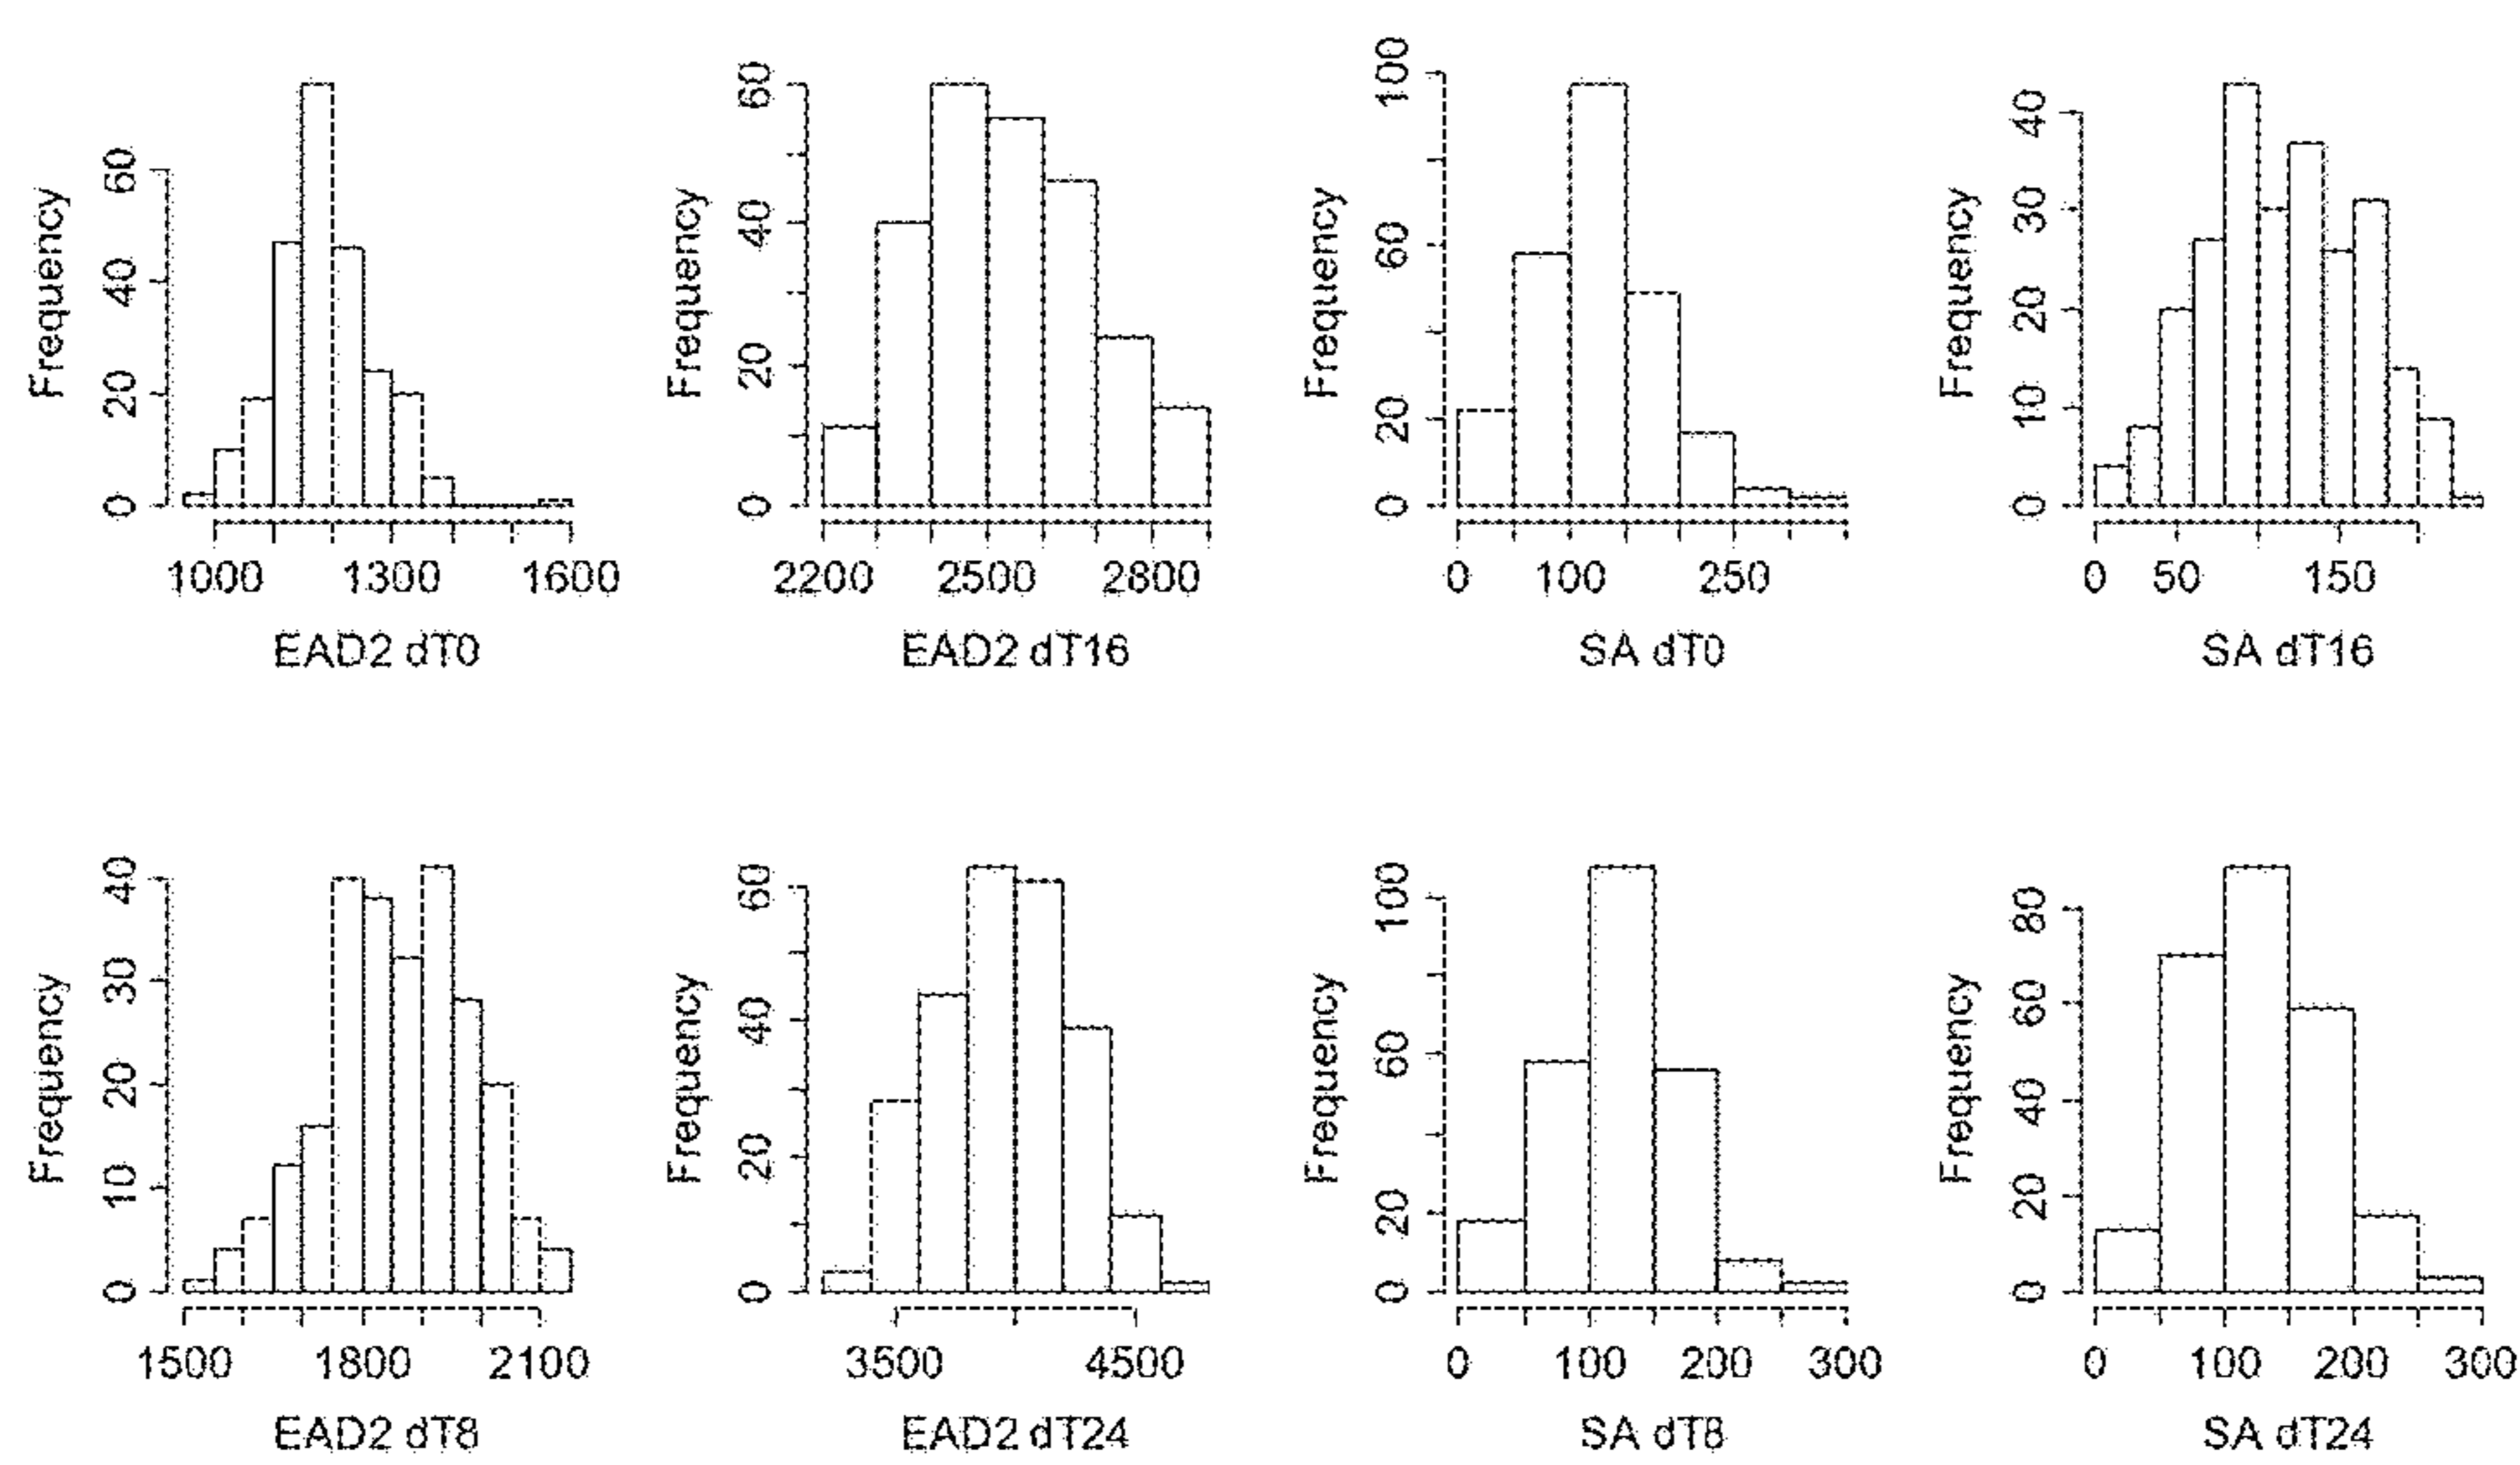 Frequency
0 20 40 60
1000 1300 1600
EAD2 dT0
Frequency
0 20 40 60
2200 2500 2800
EAD2 dT16
Frequency
0 20 60 100
0 100 250
SA dT0
Frequency
0 10 20 30 40
0 50 150
SA dT16
Frequency
0 10 20 30 40
1500 1800 2100
EAD2 dT8
Frequency
0 20 40 60
3500 4500
EAD2 dT24
Frequency
0 20 60 100
0 100 200 300
SA dT8
Frequency
0 20 40 60 80
0 100 200 300
SA dT24